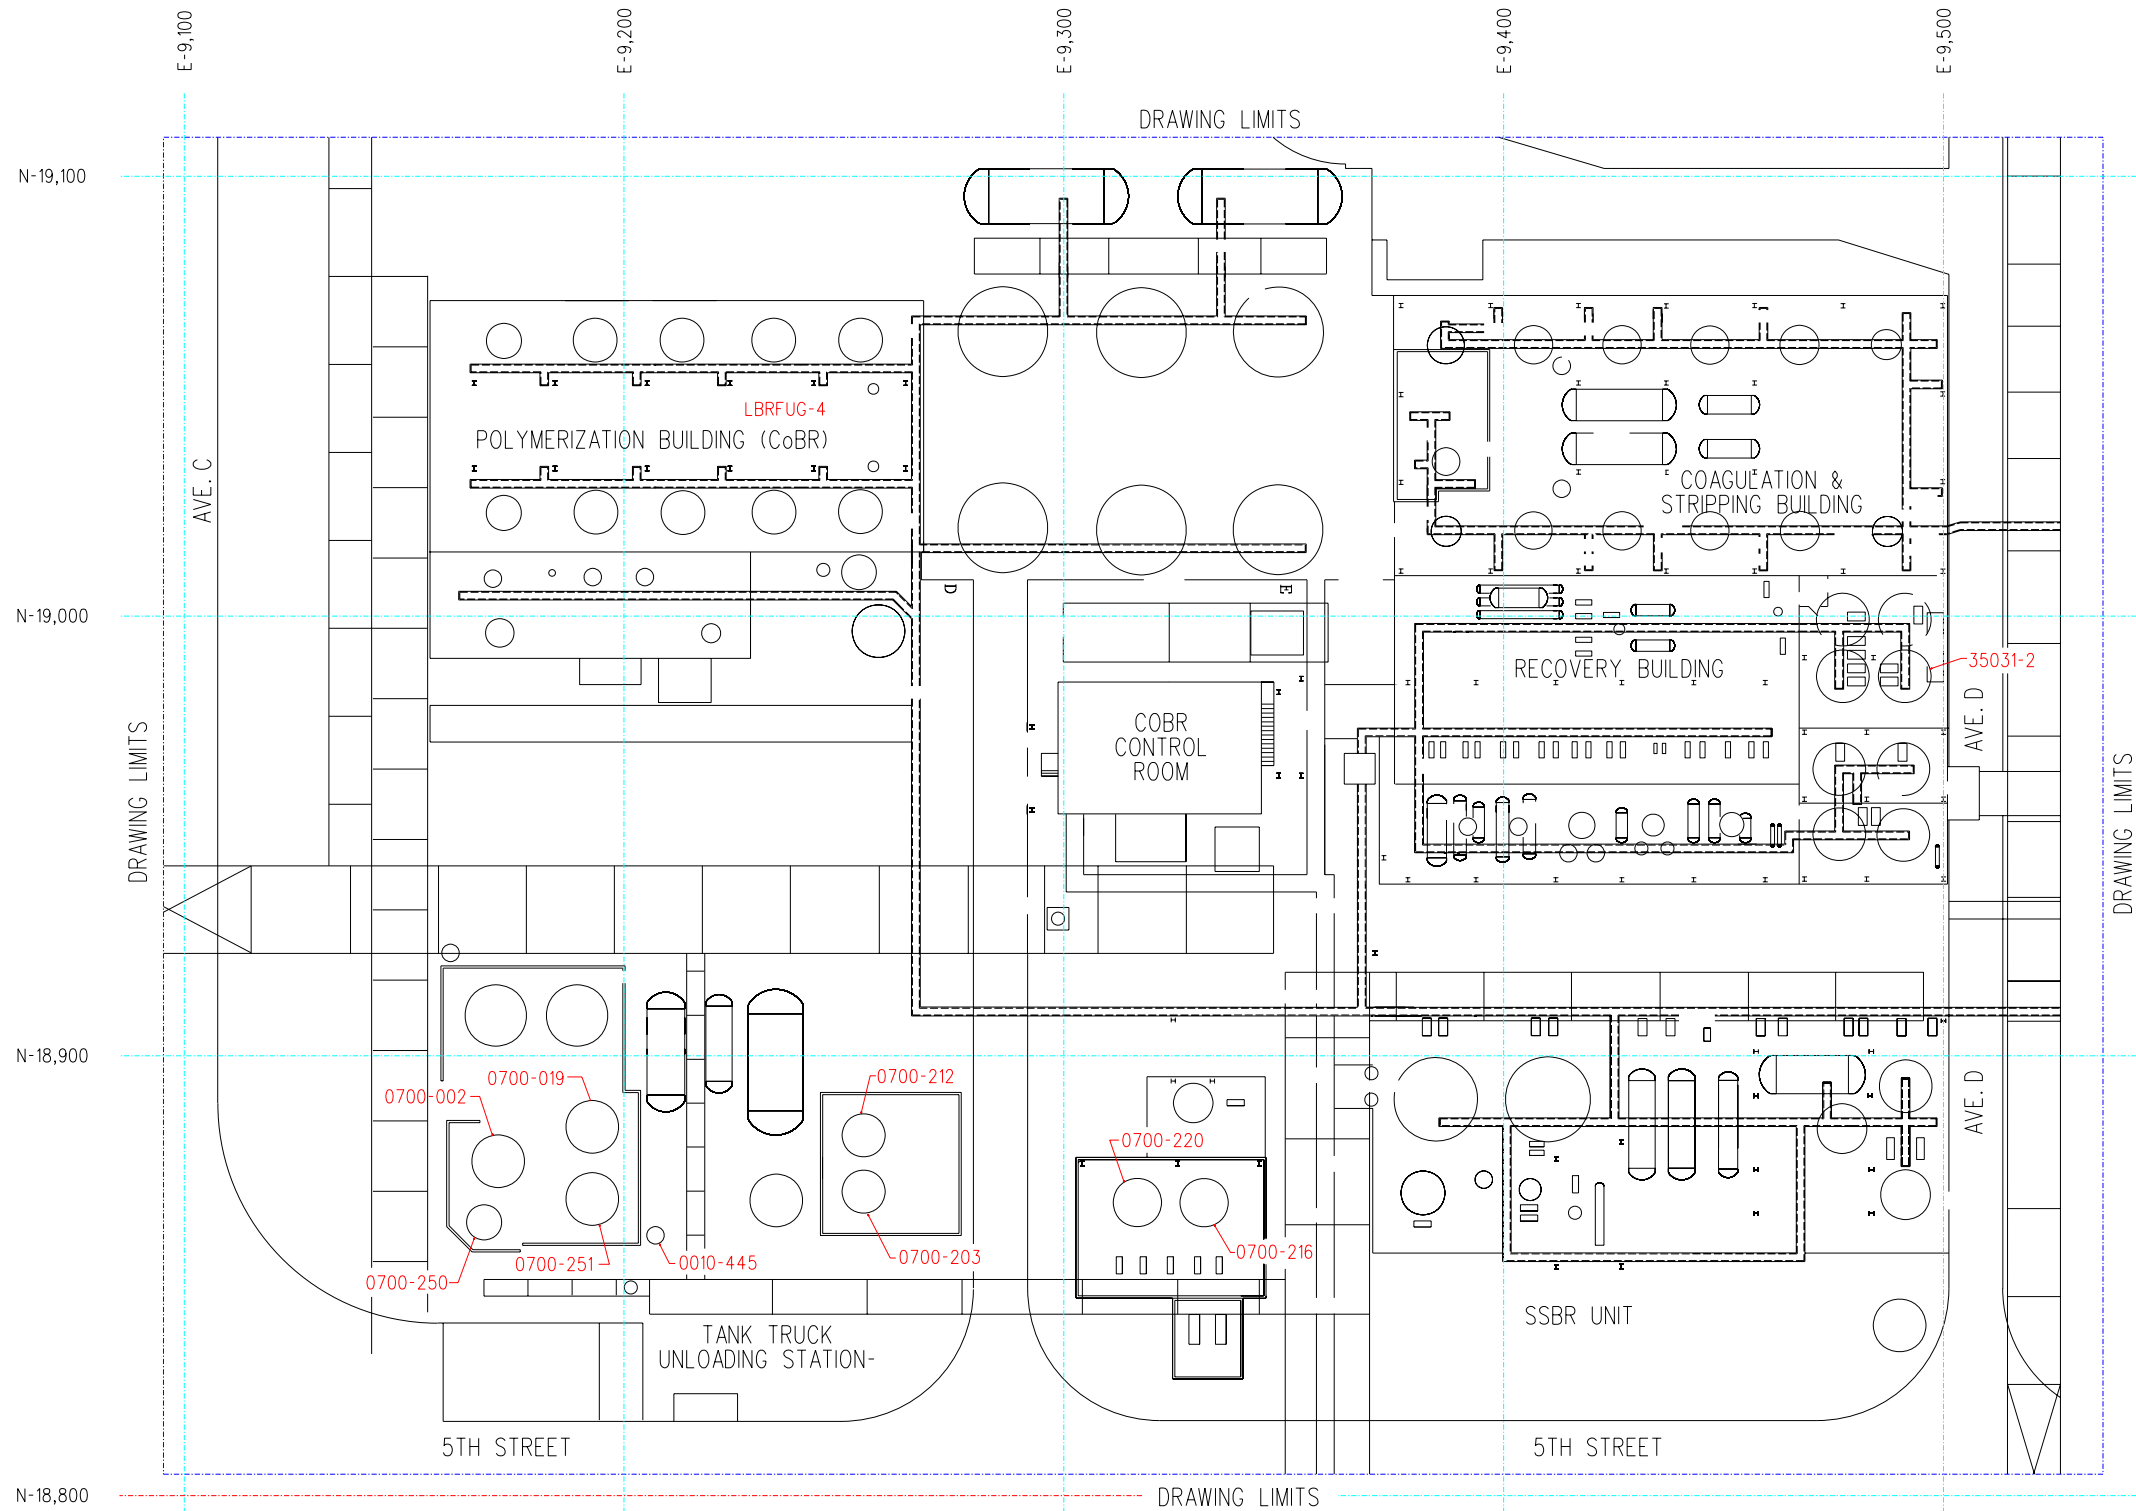 E-9,100
E-9,200
E-9,300
E-9,400
E-9,500
DRAWING LIMITS
N-19,100
LBRFUG-4
POLYMERIZATION BUILDING (CoBR)
AVE. C
COAGULATION &
STRIPPING BUILDING
D
E
N-19,000
RECOVERY BUILDING
35031-2
AVE. D
COBR
CONTROL
ROOM
DRAWING LIMITS
DRAWING LIMITS
N-18,900
0700-019
0700-002
0700-212
0700-220
AVE. D
0700-250
0700-251
0010-445
0700-203
0700-216
SSBR UNIT
TANK TRUCK
UNLOADING STATION-
5TH STREET
5TH STREET
N-18,800
DRAWING LIMITS